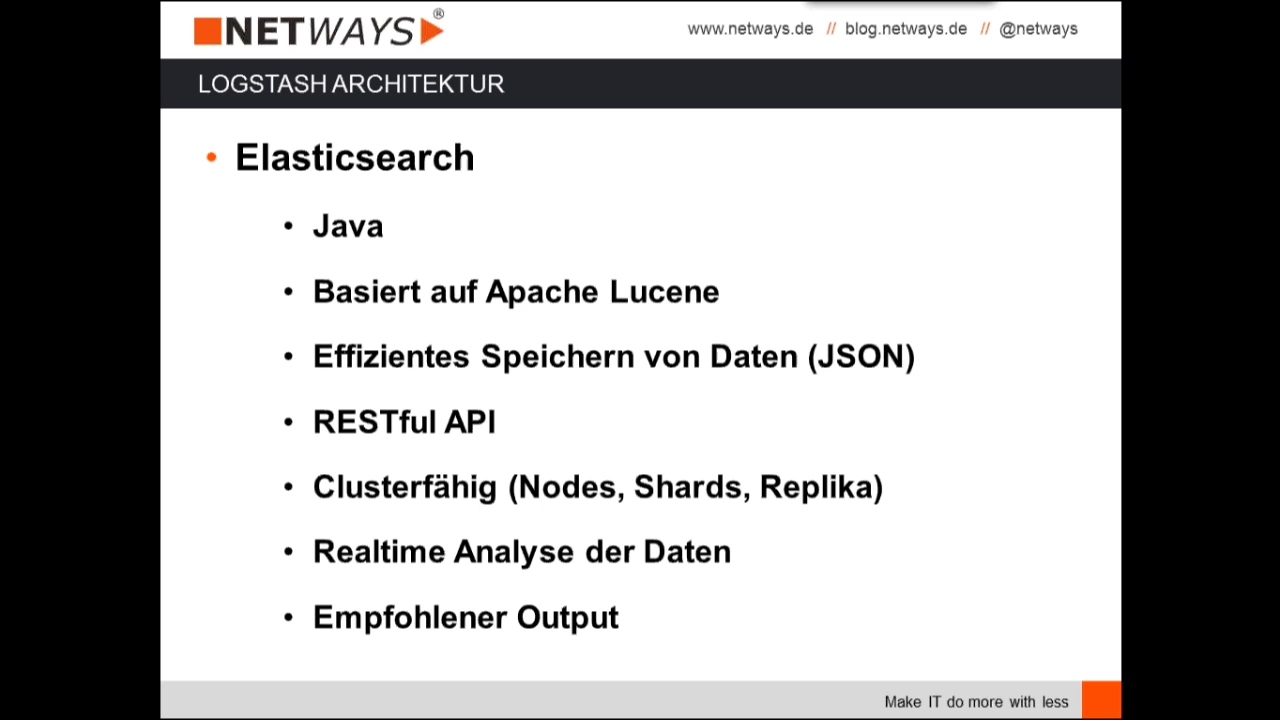 NETWAYS®
www.netways.de // blog.netways.de // @netways
LOGSTASH ARCHITEKTUR
• Elasticsearch
• Java
• Basiert auf Apache Lucene
• Effizientes Speichern von Daten (JSON)
• RESTful API
• Clusterfähig (Nodes, Shards, Replika)
• Realtime Analyse der Daten
• Empfohlener Output
Make IT do more with less